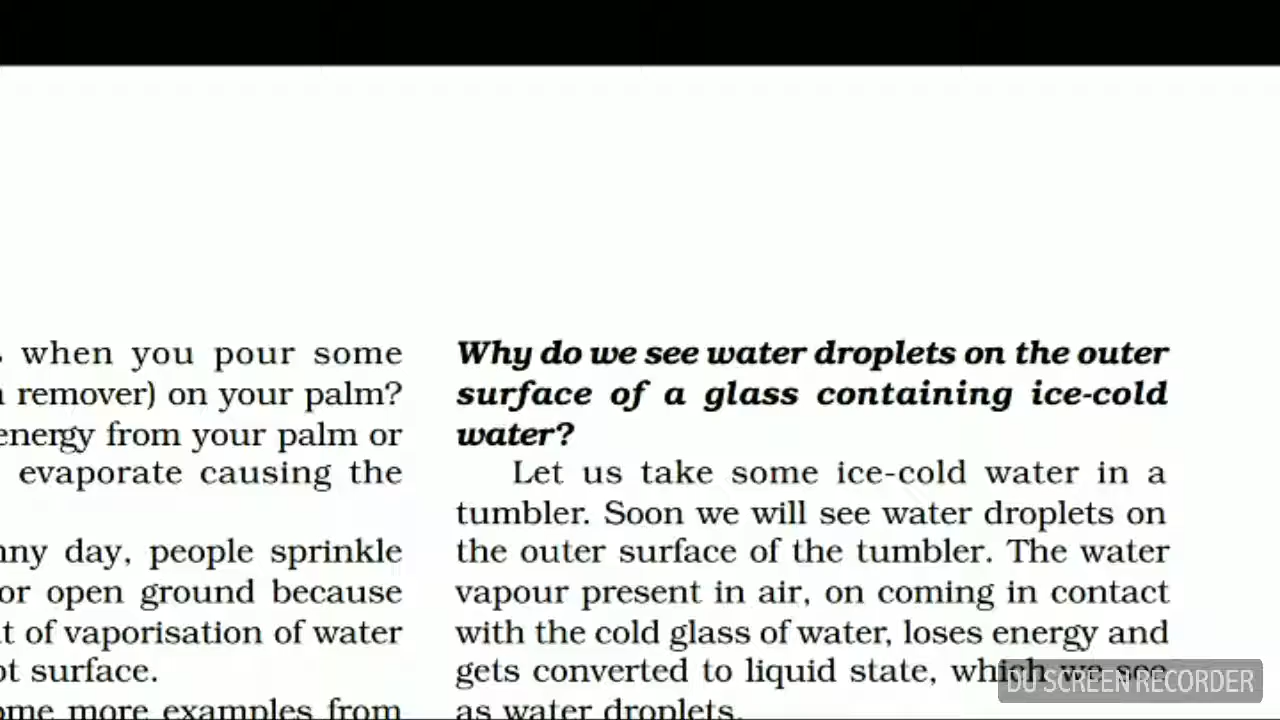 when you pour some
remover) on your palm?
energy from your palm or
evaporate causing the
day, people sprinkle
or open ground because
of vaporisation of water
surface.
more examples from
Why do we see water droplets on the outer
surface of a glass containing ice-cold
water?
Let us take some ice-cold water in a
tumbler. Soon we will see water droplets on
the outer surface of the tumbler. The water
vapour present in air, on coming in contact
with the cold glass of water, loses energy and
gets converted to liquid state, which we see
as water droplets.
DU SCREEN RECORDER